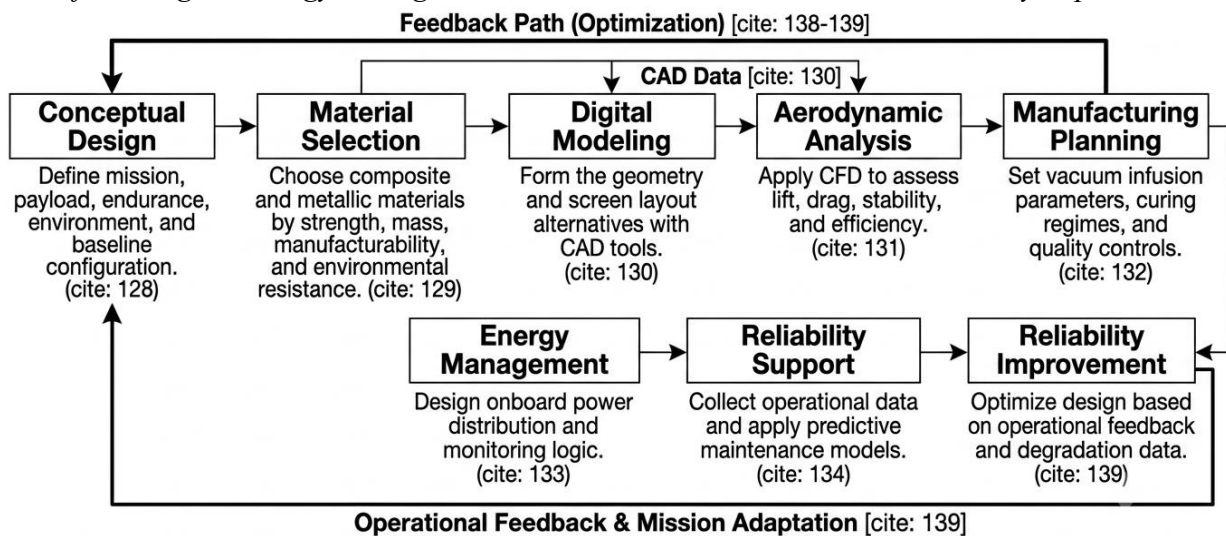 Feedback Path (Optimization) [cite: 138-139]
CAD Data [cite: 130]
Conceptual
Design
Define mission,
payload, endurance,
environment, and
baseline
configuration.
(cite: 128)
Material
Selection
Choose composite
and metallic materials
by strength, mass,
manufacturability,
and environmental
resistance. (cite: 129)
Digital
Modeling
Form the geometry
and screen layout
alternatives with
CAD tools.
(cite: 130)
Aerodynamic
Analysis
Apply CFD to assess
lift, drag, stability,
and efficiency.
(cite: 131)
Manufacturing
Planning
Set vacuum infusion
parameters, curing
regimes, and
quality controls.
(cite: 132)
Energy
Management
Design onboard power
distribution and
monitoring logic.
(cite: 133)
Reliability
Support
Collect operational data
and apply predictive
maintenance models.
(cite: 134)
Reliability
Improvement
Optimize design based
on operational feedback
and degradation data.
(cite: 139)
Operational Feedback & Mission Adaptation [cite: 139]